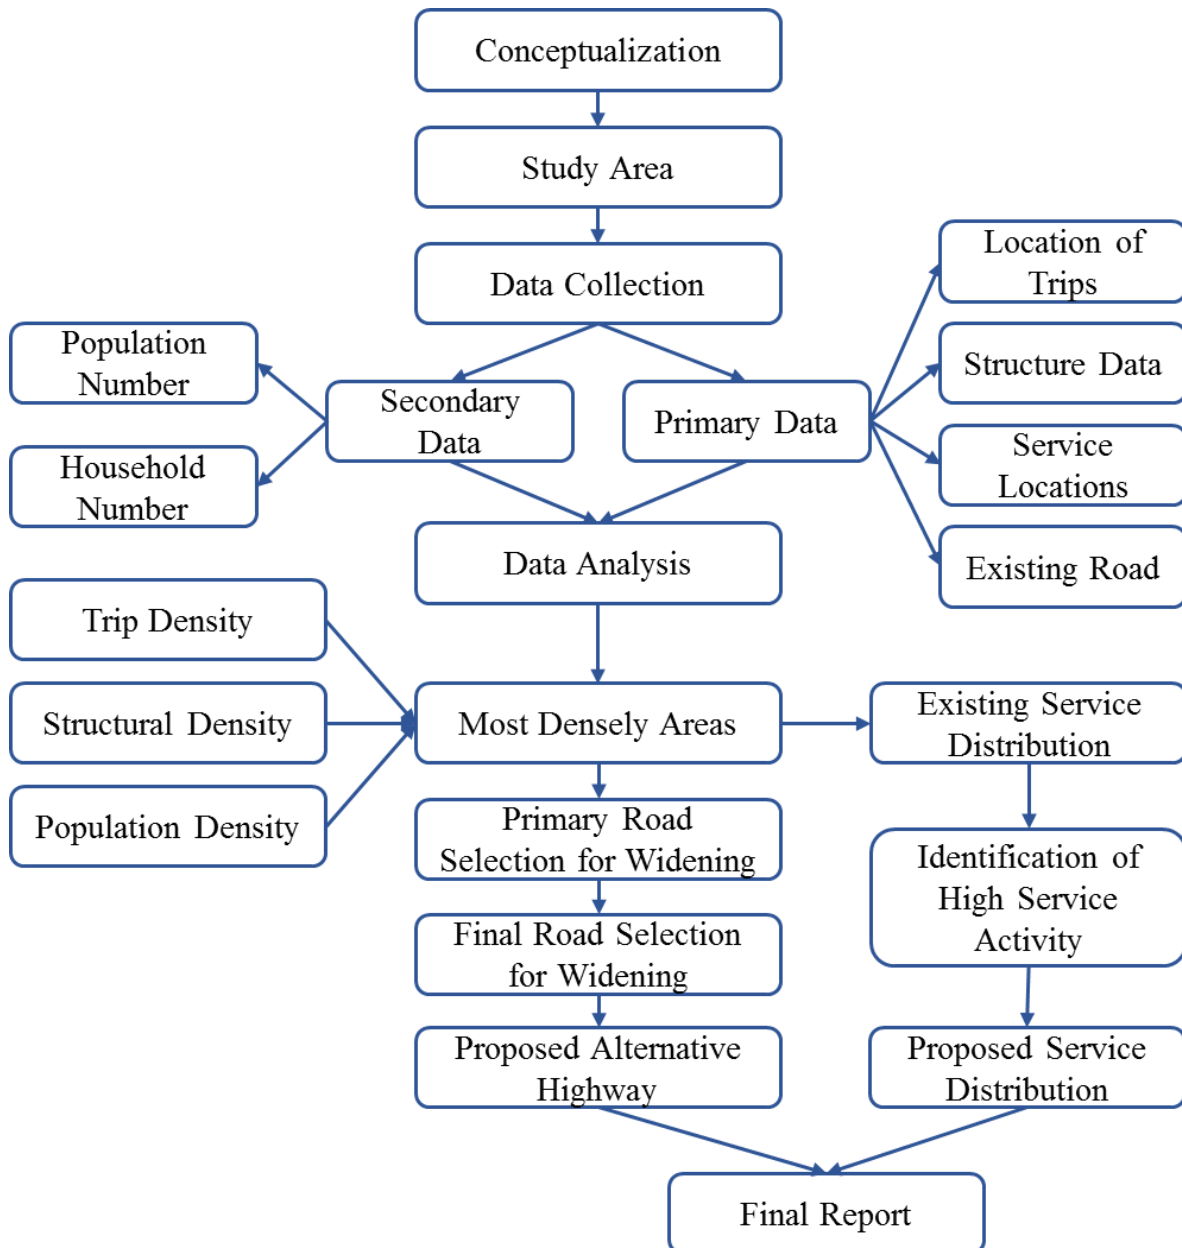 Conceptualization
Study Area
Data Collection
Location of
Trips
Population
Number
Structure Data
Secondary
Data
Primary Data
Service
Locations
Household
Number
Data Analysis
Existing Road
Trip Density
Structural Density
Most Densely Areas
Existing Service
Distribution
Population Density
Primary Road
Selection for Widening
Identification of
High Service
Activity
Final Road Selection
for Widening
Proposed Alternative
Highway
Proposed Service
Distribution
Final Report